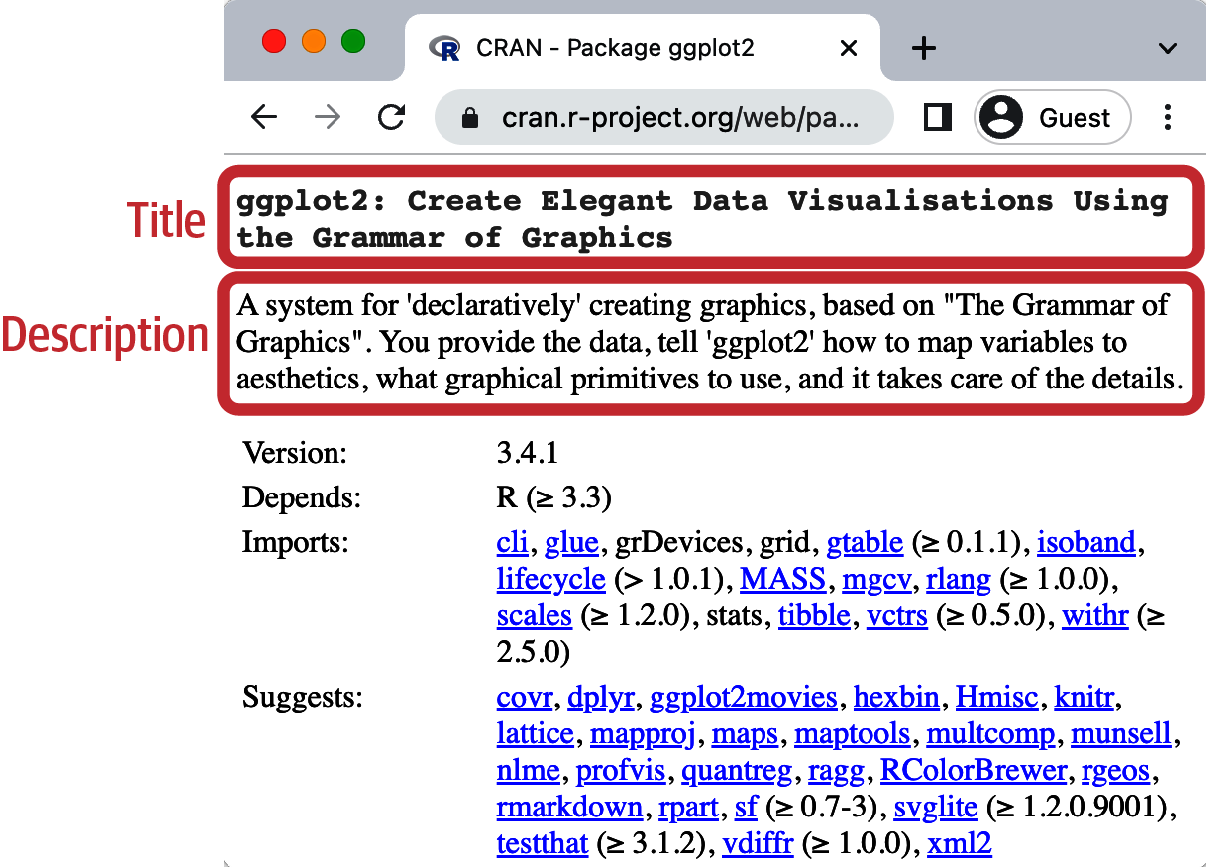 CRAN - Package ggplot2
cran.r-project.org/web/pa...
Guest
Title
ggplot2: Create Elegant Data Visualisations Using
the Grammar of Graphics
Description
A system for 'declaratively' creating graphics, based on "The Grammar of
Graphics". You provide the data, tell 'ggplot2' how to map variables to
aesthetics, what graphical primitives to use, and it takes care of the details.
Version: 3.4.1
Depends: R (≥ 3.3)
Imports: cli, glue, grDevices, grid, gtable (≥ 0.1.1), isoband,
lifecycle (> 1.0.1), MASS, mgcv, rlang (≥ 1.0.0),
scales (≥ 1.2.0), stats, tibble, vctrs (≥ 0.5.0), withr (≥
2.5.0)
Suggests: covr, dplyr, ggplot2movies, hexbin, Hmisc, knitr,
lattice, mapproj, maps, maptools, multcomp, munsell,
nlme, profvis, quantreg, ragg, RColorBrewer, rgeos,
rmarkdown, rpart, sf (≥ 0.7-3), svglite (≥ 1.2.0.9001),
testthat (≥ 3.1.2), vdiffr (≥ 1.0.0), xml2